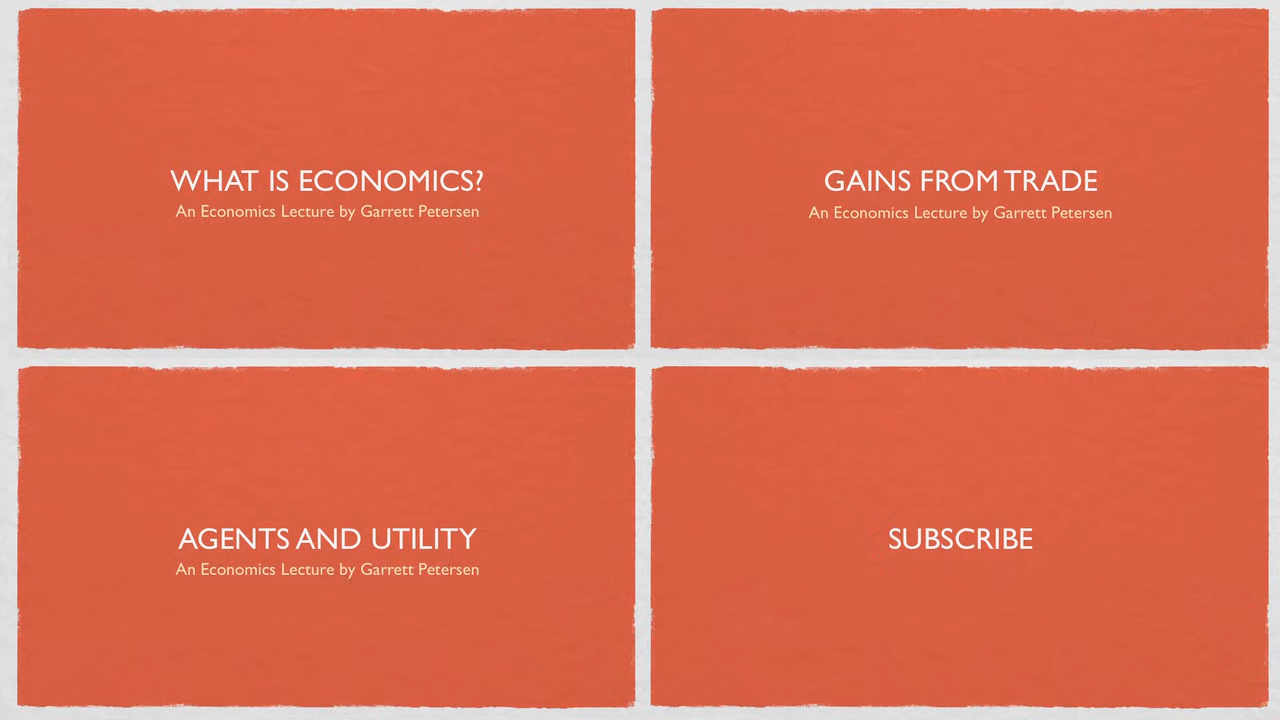 WHAT IS ECONOMICS?
An Economics Lecture by Garrett Petersen
GAINS FROM TRADE
An Economics Lecture by Garrett Petersen
AGENTS AND UTILITY
An Economics Lecture by Garrett Petersen
SUBSCRIBE